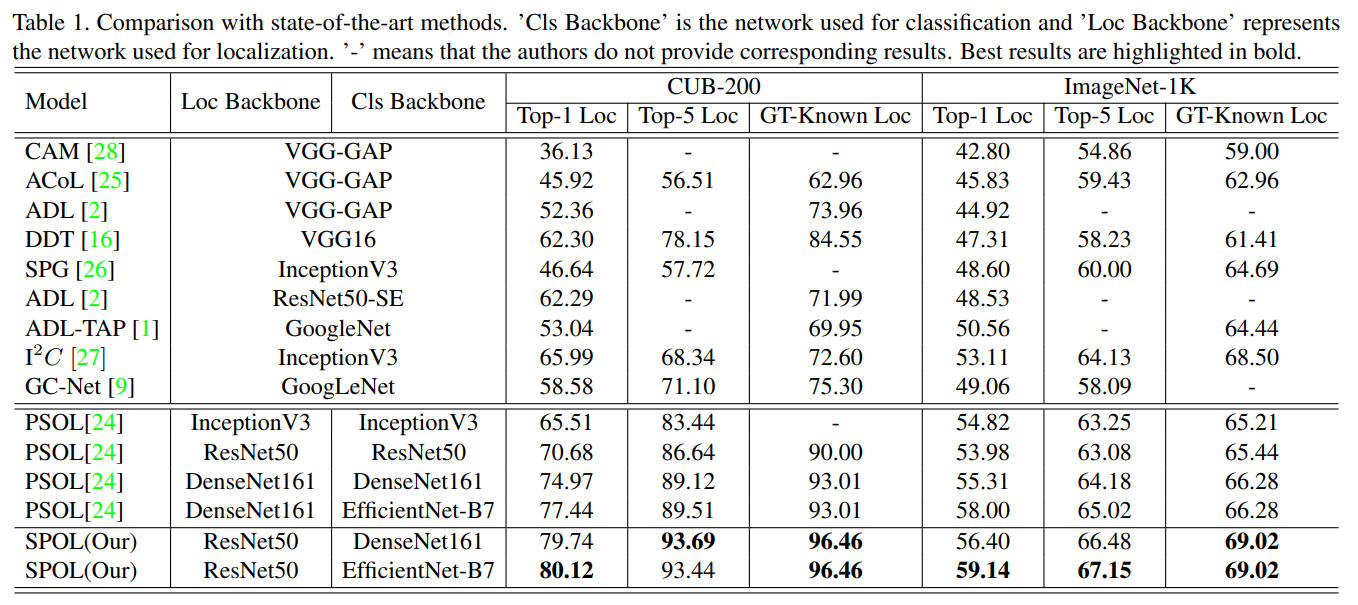 Table 1. Comparison with state-of-the-art methods. ’Cls Backbone’ is the network used for classification and ’Loc Backbone’ represents
the network used for localization. ’-’ means that the authors do not provide corresponding results. Best results are highlighted in bold.
Model Loc Backbone Cls Backbone CUB-200 ImageNet-1K
Top-1 Loc Top-5 Loc GT-Known Loc Top-1 Loc Top-5 Loc GT-Known Loc
CAM [28] VGG-GAP 36.13 - - 42.80 54.86 59.00
ACoL [25] VGG-GAP 45.92 56.51 62.96 45.83 59.43 62.96
ADL [2] VGG-GAP 52.36 - 73.96 44.92 - -
DDT [16] VGG16 62.30 78.15 84.55 47.31 58.23 61.41
SPG [26] InceptionV3 46.64 57.72 - 48.60 60.00 64.69
ADL [2] ResNet50-SE 62.29 - 71.99 48.53 - -
ADL-TAP [1] GoogleNet 53.04 - 69.95 50.56 - 64.44
I²C [27] InceptionV3 65.99 68.34 72.60 53.11 64.13 68.50
GC-Net [9] GoogLeNet 58.58 71.10 75.30 49.06 58.09 -
PSOL[24] InceptionV3 InceptionV3 65.51 83.44 - 54.82 63.25 65.21
PSOL[24] ResNet50 ResNet50 70.68 86.64 90.00 53.98 63.08 65.44
PSOL[24] DenseNet161 DenseNet161 74.97 89.12 93.01 55.31 64.18 66.28
PSOL[24] DenseNet161 EfficientNet-B7 77.44 89.51 93.01 58.00 65.02 66.28
SPOL(Our) ResNet50 DenseNet161 79.74 93.69 96.46 56.40 66.48 69.02
SPOL(Our) ResNet50 EfficientNet-B7 80.12 93.44 96.46 59.14 67.15 69.02